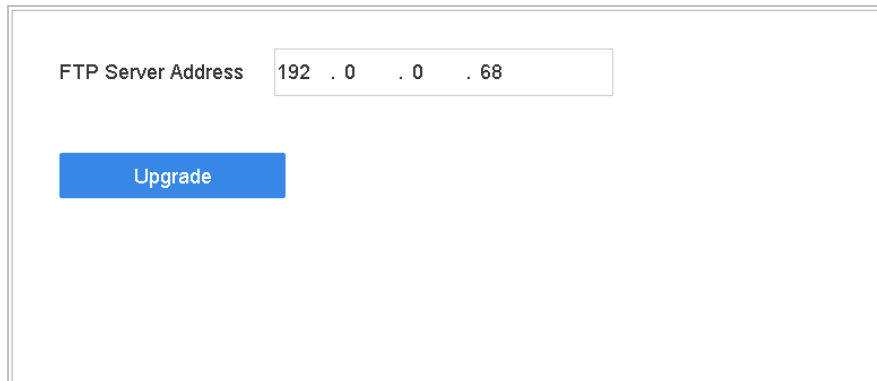 FTP Server Address 192 . 0 . 0 . 68
Upgrade